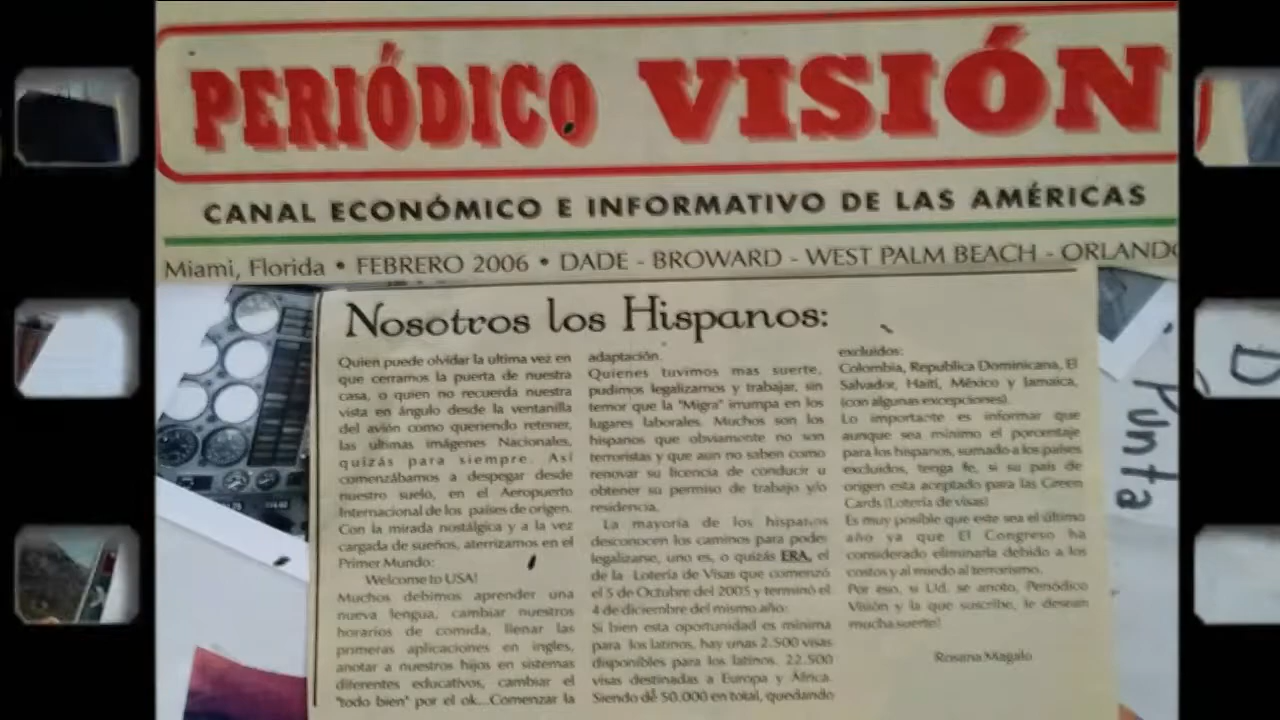 PERIÓDICO VISIÓN
CANAL ECONÓMICO E INFORMATIVO DE LAS AMÉRICAS
Miami, Florida • FEBRERO 2006 • DADE - BROWARD - WEST PALM BEACH - ORLANDO
Nosotros los Hispanos:
Quien puede olvidar la ultima vez en
que cerramos la puerta de nuestra
casa, o quien no recuerda nuestra
vista en ángulo desde la ventanilla
del avión como queriendo retener,
las últimas imágenes Nacionales,
quizás para siempre. Así
comenzábamos a despegar desde
nuestro suelo, en el Aeropuerto
Internacional de los países de origen.
Con la mirada nostálgica y a la vez
cargada de sueños, aterrizamos en el
Primer Mundo:
Welcome to USA!
Muchos debimos aprender una
nueva lengua, cambiar nuestros
horarios de comida, llenar las
primeras aplicaciones en ingles,
anotar a nuestros hijos en sistemas
diferentes educativos, cambiar el
"todo bien" por el ok...Comenzar la
adaptación.
Quienes tuvimos mas suerte,
pudimos legalizarnos y trabajar, sin
temor que la "Migra" irrumpa en los
lugares laborales. Muchos son los
hispanos que obviamente no son
terroristas y que aun no saben como
renovar su licencia de conducir u
obtener su permiso de trabajo y/o
residencia.
La mayoría de los hispanos
desconocen los caminos para poder
legalizarse, uno es, o quizás ERA, el
de la Lotería de Visas que comenzó
el 5 de Octubre del 2005 y terminó el
4 de diciembre del mismo año:
Si bien esta oportunidad es mínima
para los latinos, hay unas 2.500 visas
disponibles para los latinos. 22.500
visas destinadas a Europa y África.
Siendo de 50.000 en total, quedando
excluidos:
Colombia, Republica Dominicana, El
Salvador, Haití, México y Jamaica,
(con algunas excepciones).
Lo importante es informar que
aunque sea mínimo el porcentaje
para los hispanos, sumado a los países
excluidos, tenga fe, si su país de
origen esta aceptado para las Green
Cards (Lotería de visas)
Es muy posible que este sea el último
año ya que El Congreso ha
considerado eliminarla debido a los
costos y al miedo al terrorismo.
Por eso, si Ud. se anoto, Periódico
Visión y la que suscribe, le desean
mucha suerte!
Rosana Magalo
Punta
D